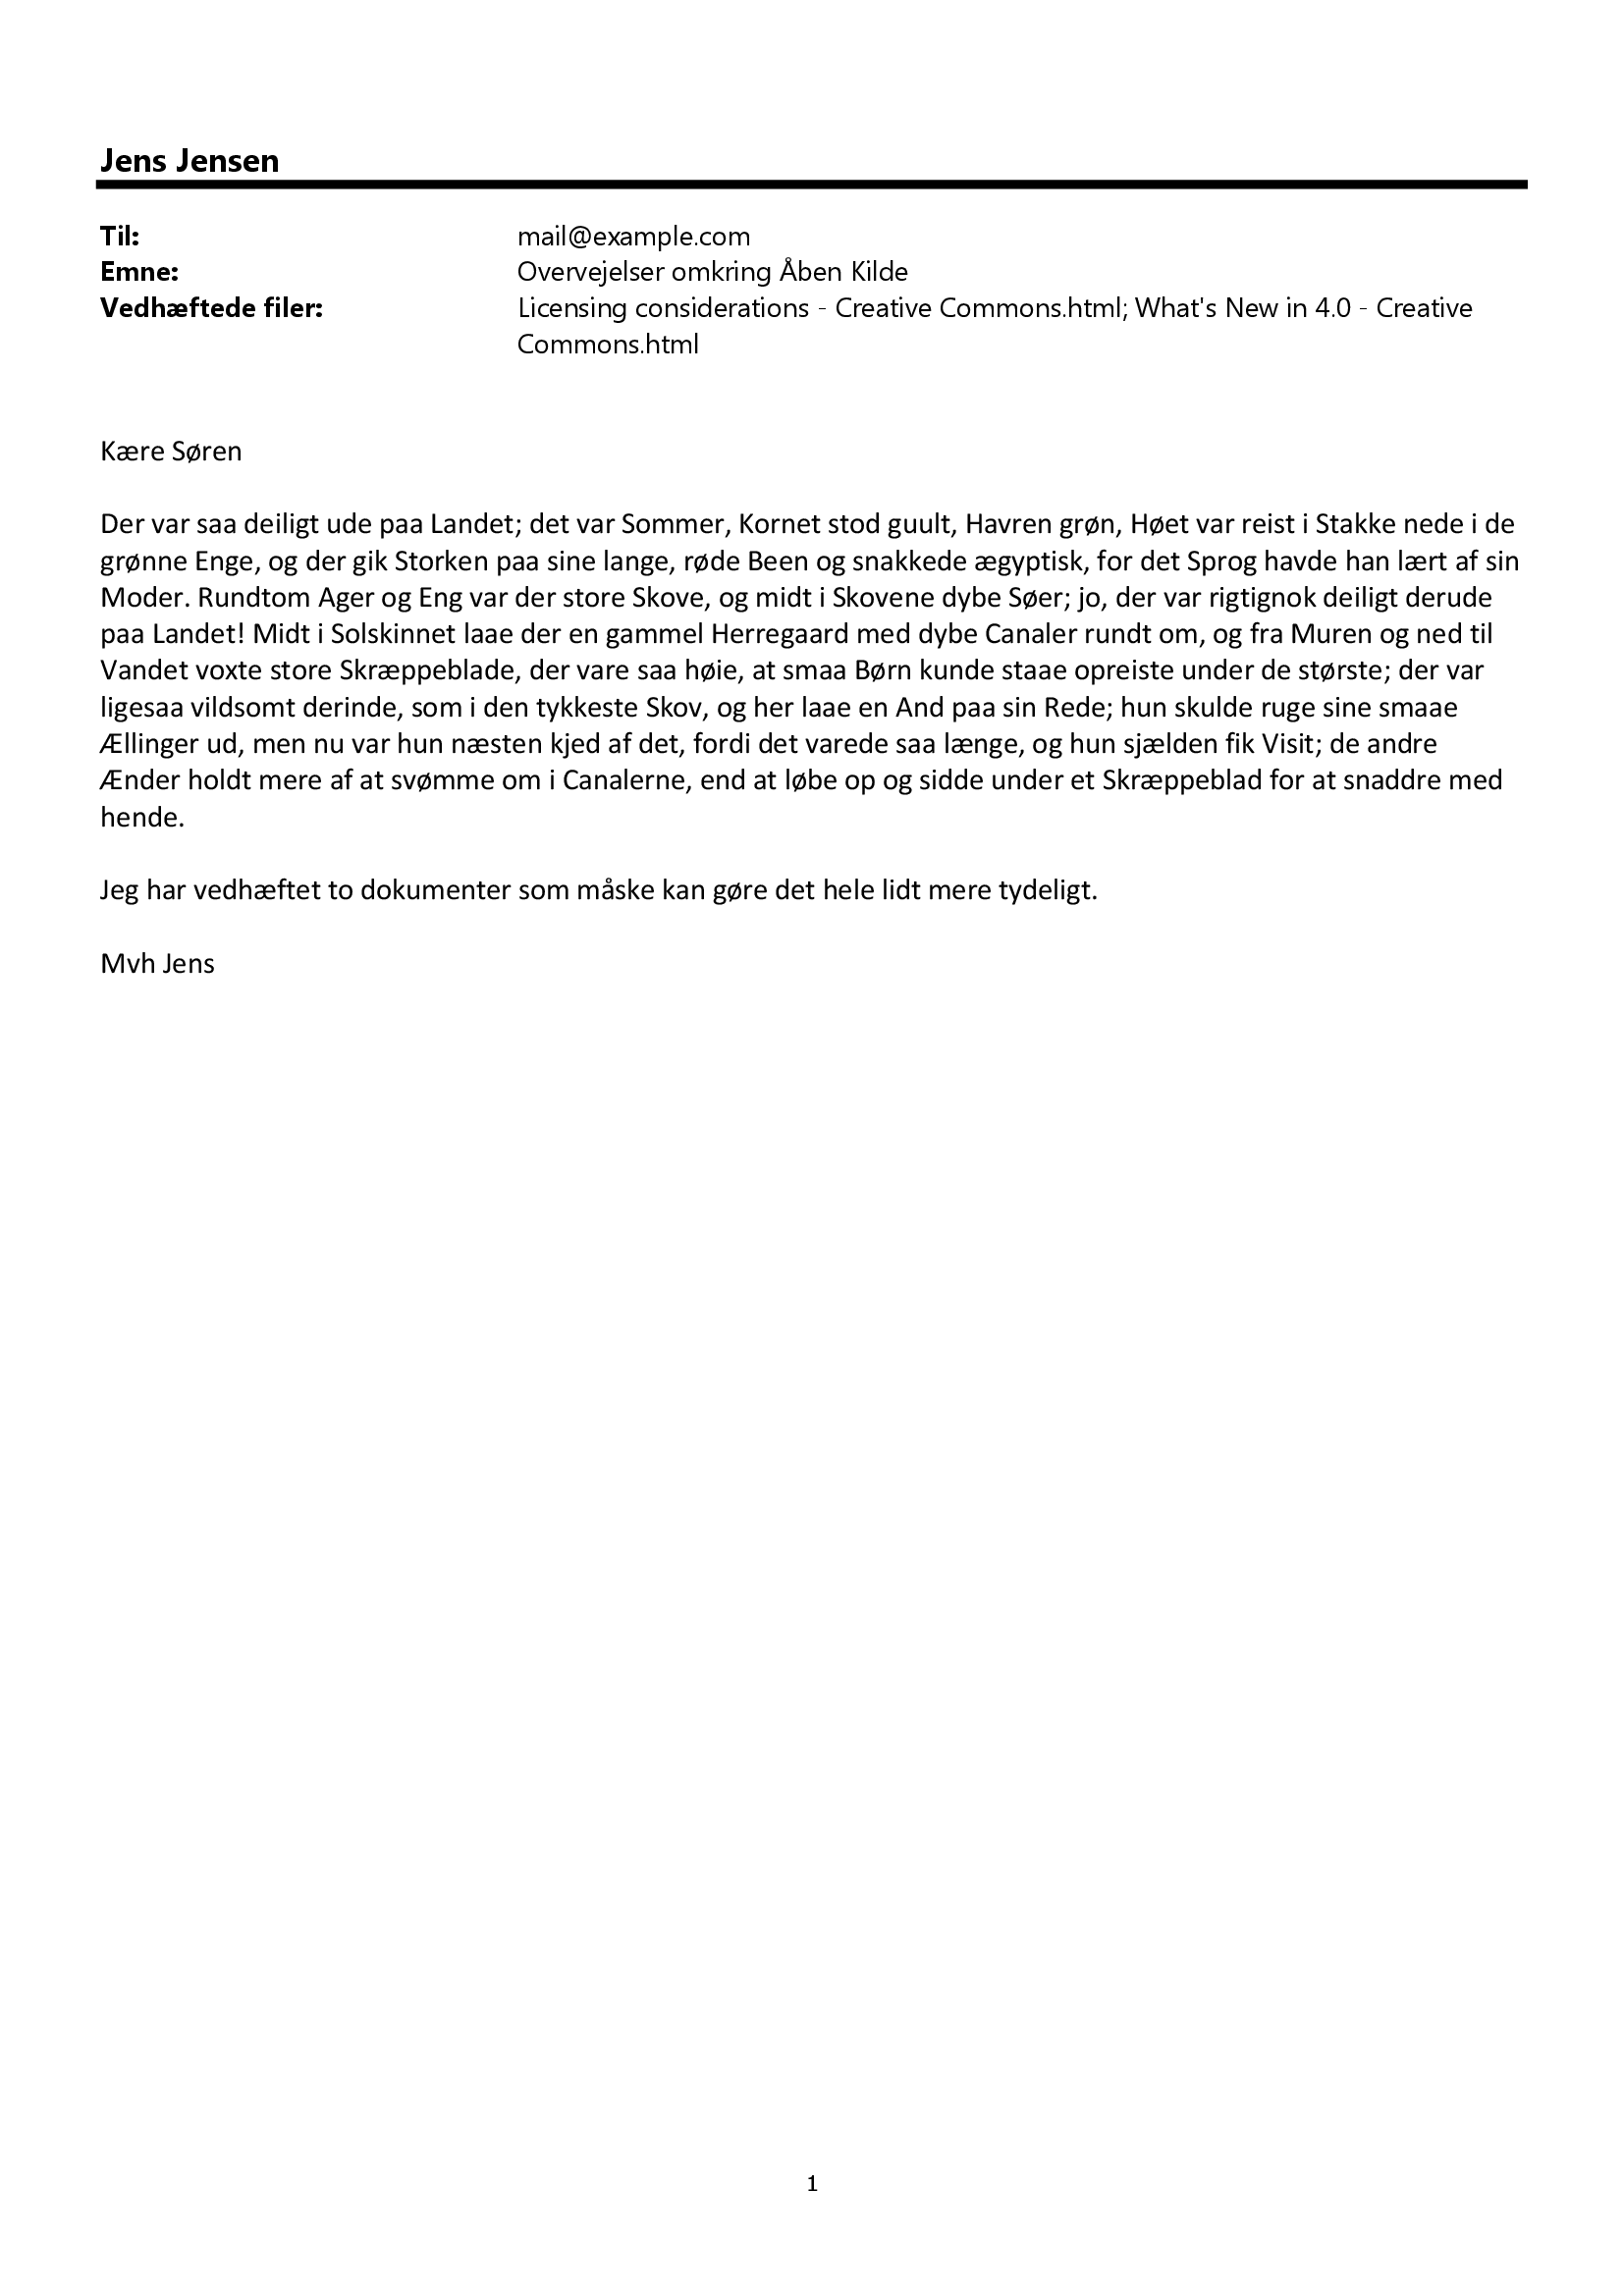 Jens Jensen
Til: mail@example.com
Emne: Overvejelser omkring Åben Kilde
Vedhæftede filer: Licensing considerations - Creative Commons.html; What's New in 4.0 - Creative
Commons.html
Kære Søren
Der var saa deiligt ude paa Landet; det var Sommer, Kornet stod guult, Havren grøn, Høet var reist i Stakke nede i de
grønne Enge, og der gik Storken paa sine lange, røde Been og snakkede ægyptisk, for det Sprog havde han lært af sin
Moder. Rundtom Ager og Eng var der store Skove, og midt i Skovene dybe Søer; jo, der var rigtignok deiligt derude
paa Landet! Midt i Solskinnet laae der en gammel Herregaard med dybe Canaler rundt om, og fra Muren og ned til
Vandet voxte store Skræppeblade, der vare saa høie, at smaa Børn kunde staae opreiste under de største; der var
ligesaa vildsomt derinde, som i den tykkeste Skov, og her laae en And paa sin Rede; hun skulde ruge sine smaae
Ællinger ud, men nu var hun næsten kjed af det, fordi det varede saa længe, og hun sjælden fik Visit; de andre
Ænder holdt mere af at svømme om i Canalerne, end at løbe op og sidde under et Skræppeblad for at snaddre med
hende.
Jeg har vedhæftet to dokumenter som måske kan gøre det hele lidt mere tydeligt.
Mvh Jens
1